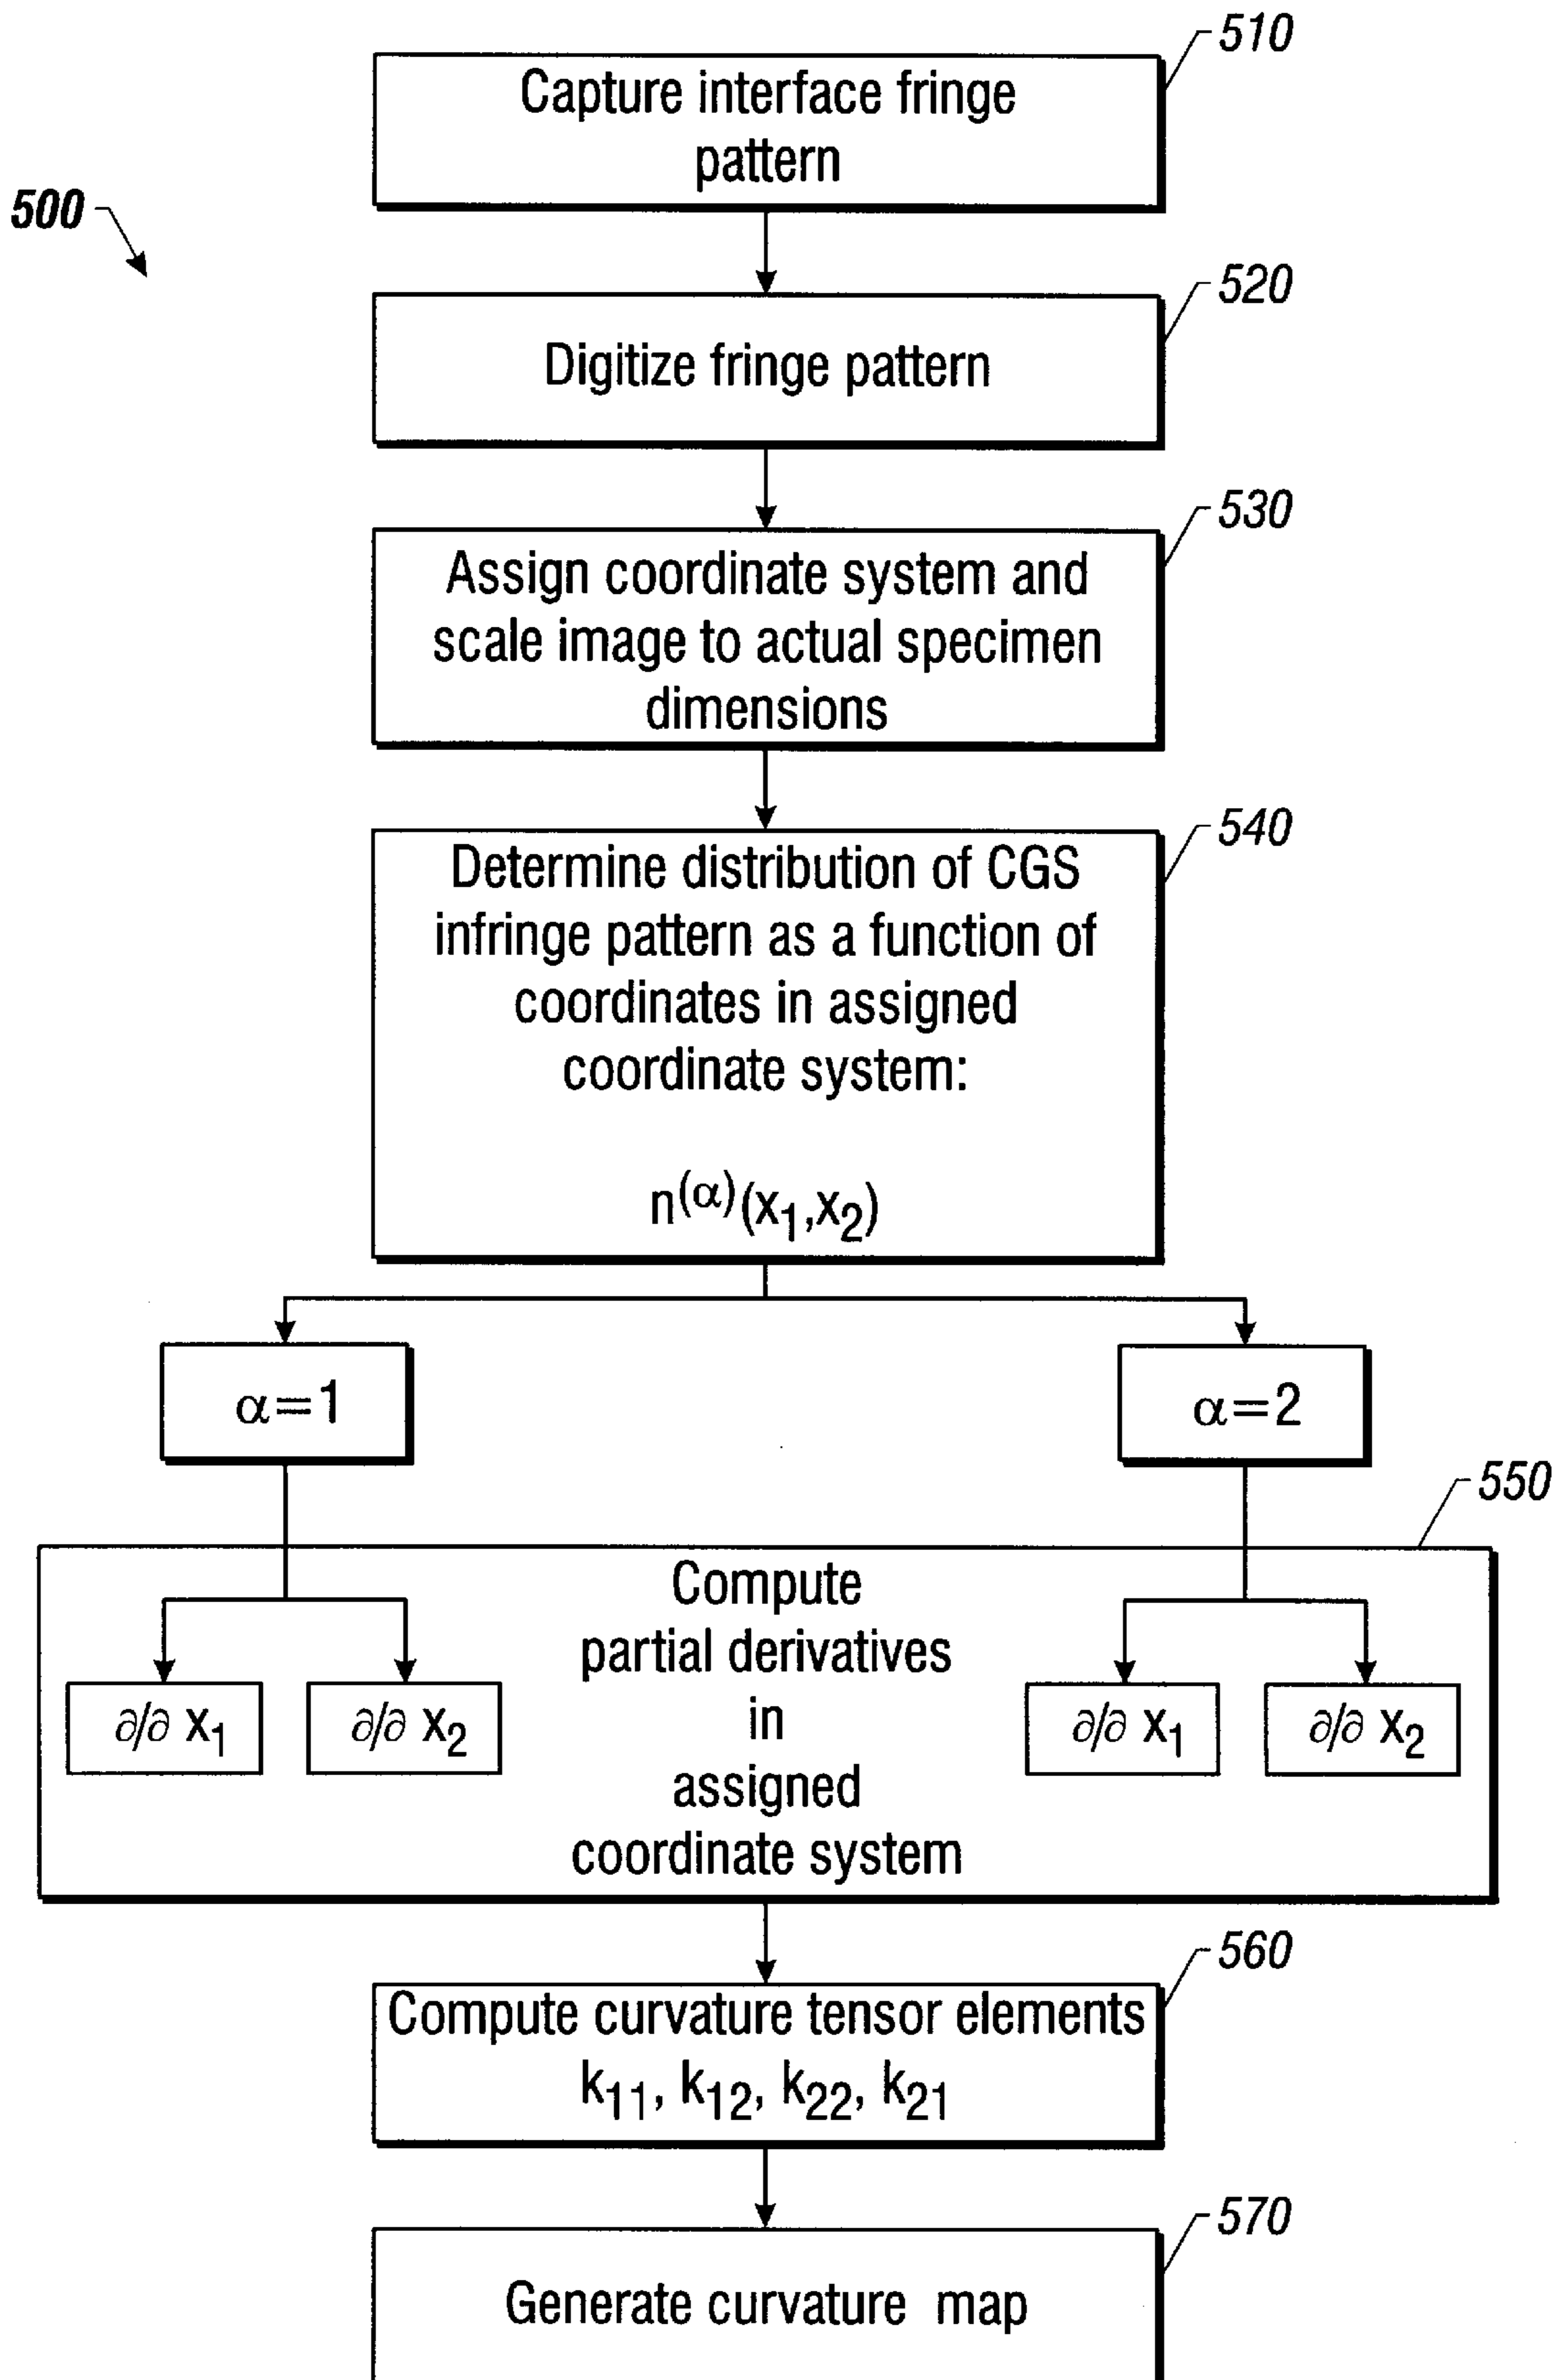 510
Capture interface fringe
pattern
500
520
Digitize fringe pattern
530
Assign coordinate system and
scale image to actual specimen
dimensions
540
Determine distribution of CGS
infringe pattern as a function of
coordinates in assigned
coordinate system:
n(α)(x1,x2)
α=1
α=2
550
Compute
partial derivatives
in
assigned
coordinate system
∂/∂ x1
∂/∂ x2
∂/∂ x1
∂/∂ x2
560
Compute curvature tensor elements
k11, k12, k22, k21
570
Generate curvature map